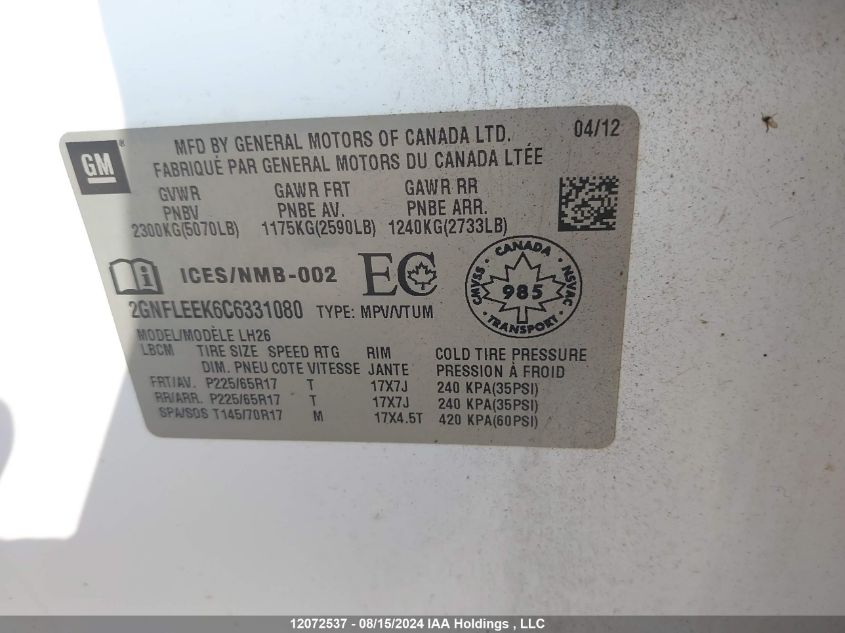 GM
MFD BY GENERAL MOTORS OF CANADA LTD. 04/12
FABRIQUÉ PAR GENERAL MOTORS DU CANADA LTÉE
GVWR GAWR FRT GAWR RR
PNBV PNBE AV. PNBE ARR.
2300KG(5070LB) 1175KG(2590LB) 1240KG(2733LB)
i ICES/NMB-002 EC
CANADA
CMVSS 985 NSVAC
TRANSPORT
2GNFLEEK6C6331080 TYPE: MPV/VTUM
MODEL/MODÈLE LH26
LBCM TIRE SIZE SPEED RTG RIM COLD TIRE PRESSURE
DIM. PNEU COTE VITESSE JANTE PRESSION À FROID
FRT/AV. P225/65R17 T 17X7J 240 KPA(35PSI)
RR/ARR. P225/65R17 T 17X7J 240 KPA(35PSI)
SPA/SDS T145/70R17 M 17X4.5T 420 KPA(60PSI)
12072537 - 08/15/2024 IAA Holdings , LLC